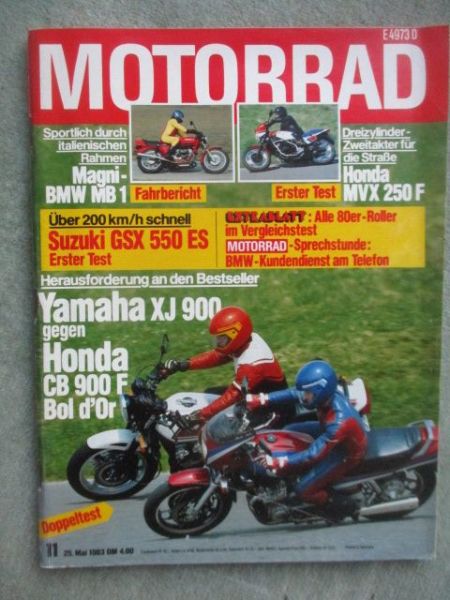 E 4973 D
MOTORRAD
Sportlich durch
italienischen
Rahmen
Magni-
BMW MB 1
Fahrbericht
Erster Test
Dreizylinder-
Zweitakter für
die Straße
Honda
MVX 250 F
Über 200 km/h schnell
Suzuki GSX 550 ES
Erster Test
EXTRABLATT: Alle 80er-Roller
im Vergleichstest
MOTORRAD-Sprechstunde:
BMW-Kundendienst am Telefon
Herausforderung an den Bestseller
Yamaha XJ 900
gegen
Honda
CB 900 F
Bol d'Or
Doppeltest
11
25. Mai 1983 DM 4.00